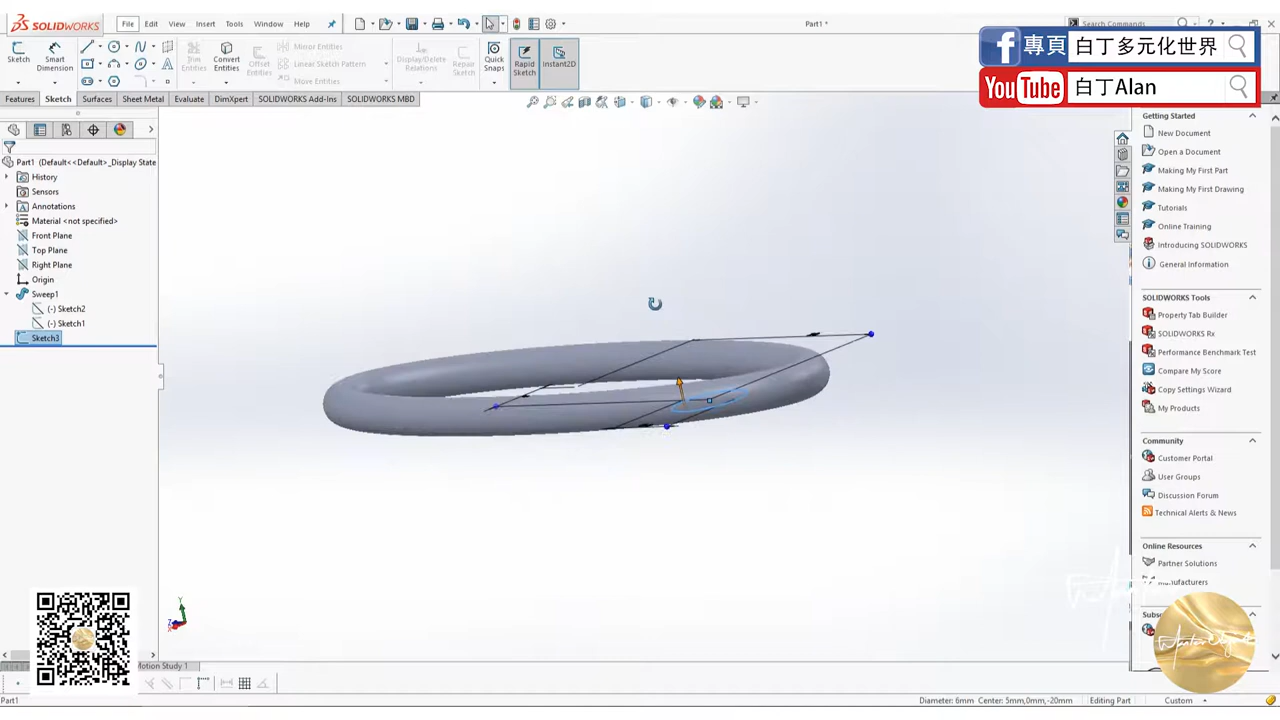 SOLIDWORKS
File Edit View Insert Tools Window Help
Part1 *
Search Commands
專頁 白丁多元化世界
YouTube 白丁Alan
Sketch
Smart Dimension
Trim Entities
Convert Entities
Offset Entities
Mirror Entities
Linear Sketch Pattern
Move Entities
Display/Delete Relations
Repair Sketch
Quick Snaps
Rapid Sketch
Instant2D
Features Sketch Surfaces Sheet Metal Evaluate DimXpert SOLIDWORKS Add-Ins SOLIDWORKS MBD
Part1 (Default<<Default>_Display State
History
Sensors
Annotations
Material <not specified>
Front Plane
Top Plane
Right Plane
Origin
Sweep1
(-) Sketch2
(-) Sketch1
Sketch3
Getting Started
New Document
Open a Document
Making My First Part
Making My First Drawing
Tutorials
Online Training
Introducing SOLIDWORKS
General Information
SOLIDWORKS Tools
Property Tab Builder
SOLIDWORKS Rx
Performance Benchmark Test
Compare My Score
Copy Settings Wizard
My Products
Community
Customer Portal
User Groups
Discussion Forum
Technical Alerts & News
Online Resources
Partner Solutions
Manufacturers
Motion Study 1
Part1
Diameter: 6mm Center: 5mm,0mm,-20mm
Editing Part
Custom